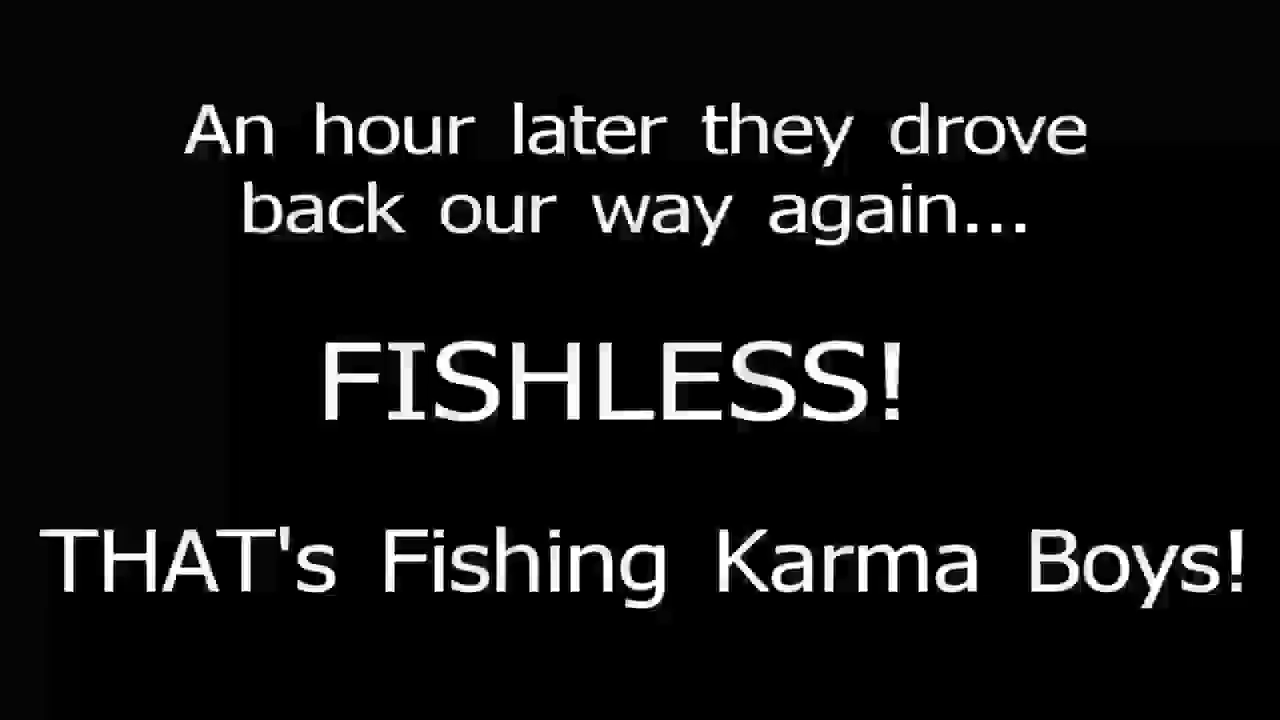 An hour later they drove
back our way again...
FISHLESS!
THAT's Fishing Karma Boys!